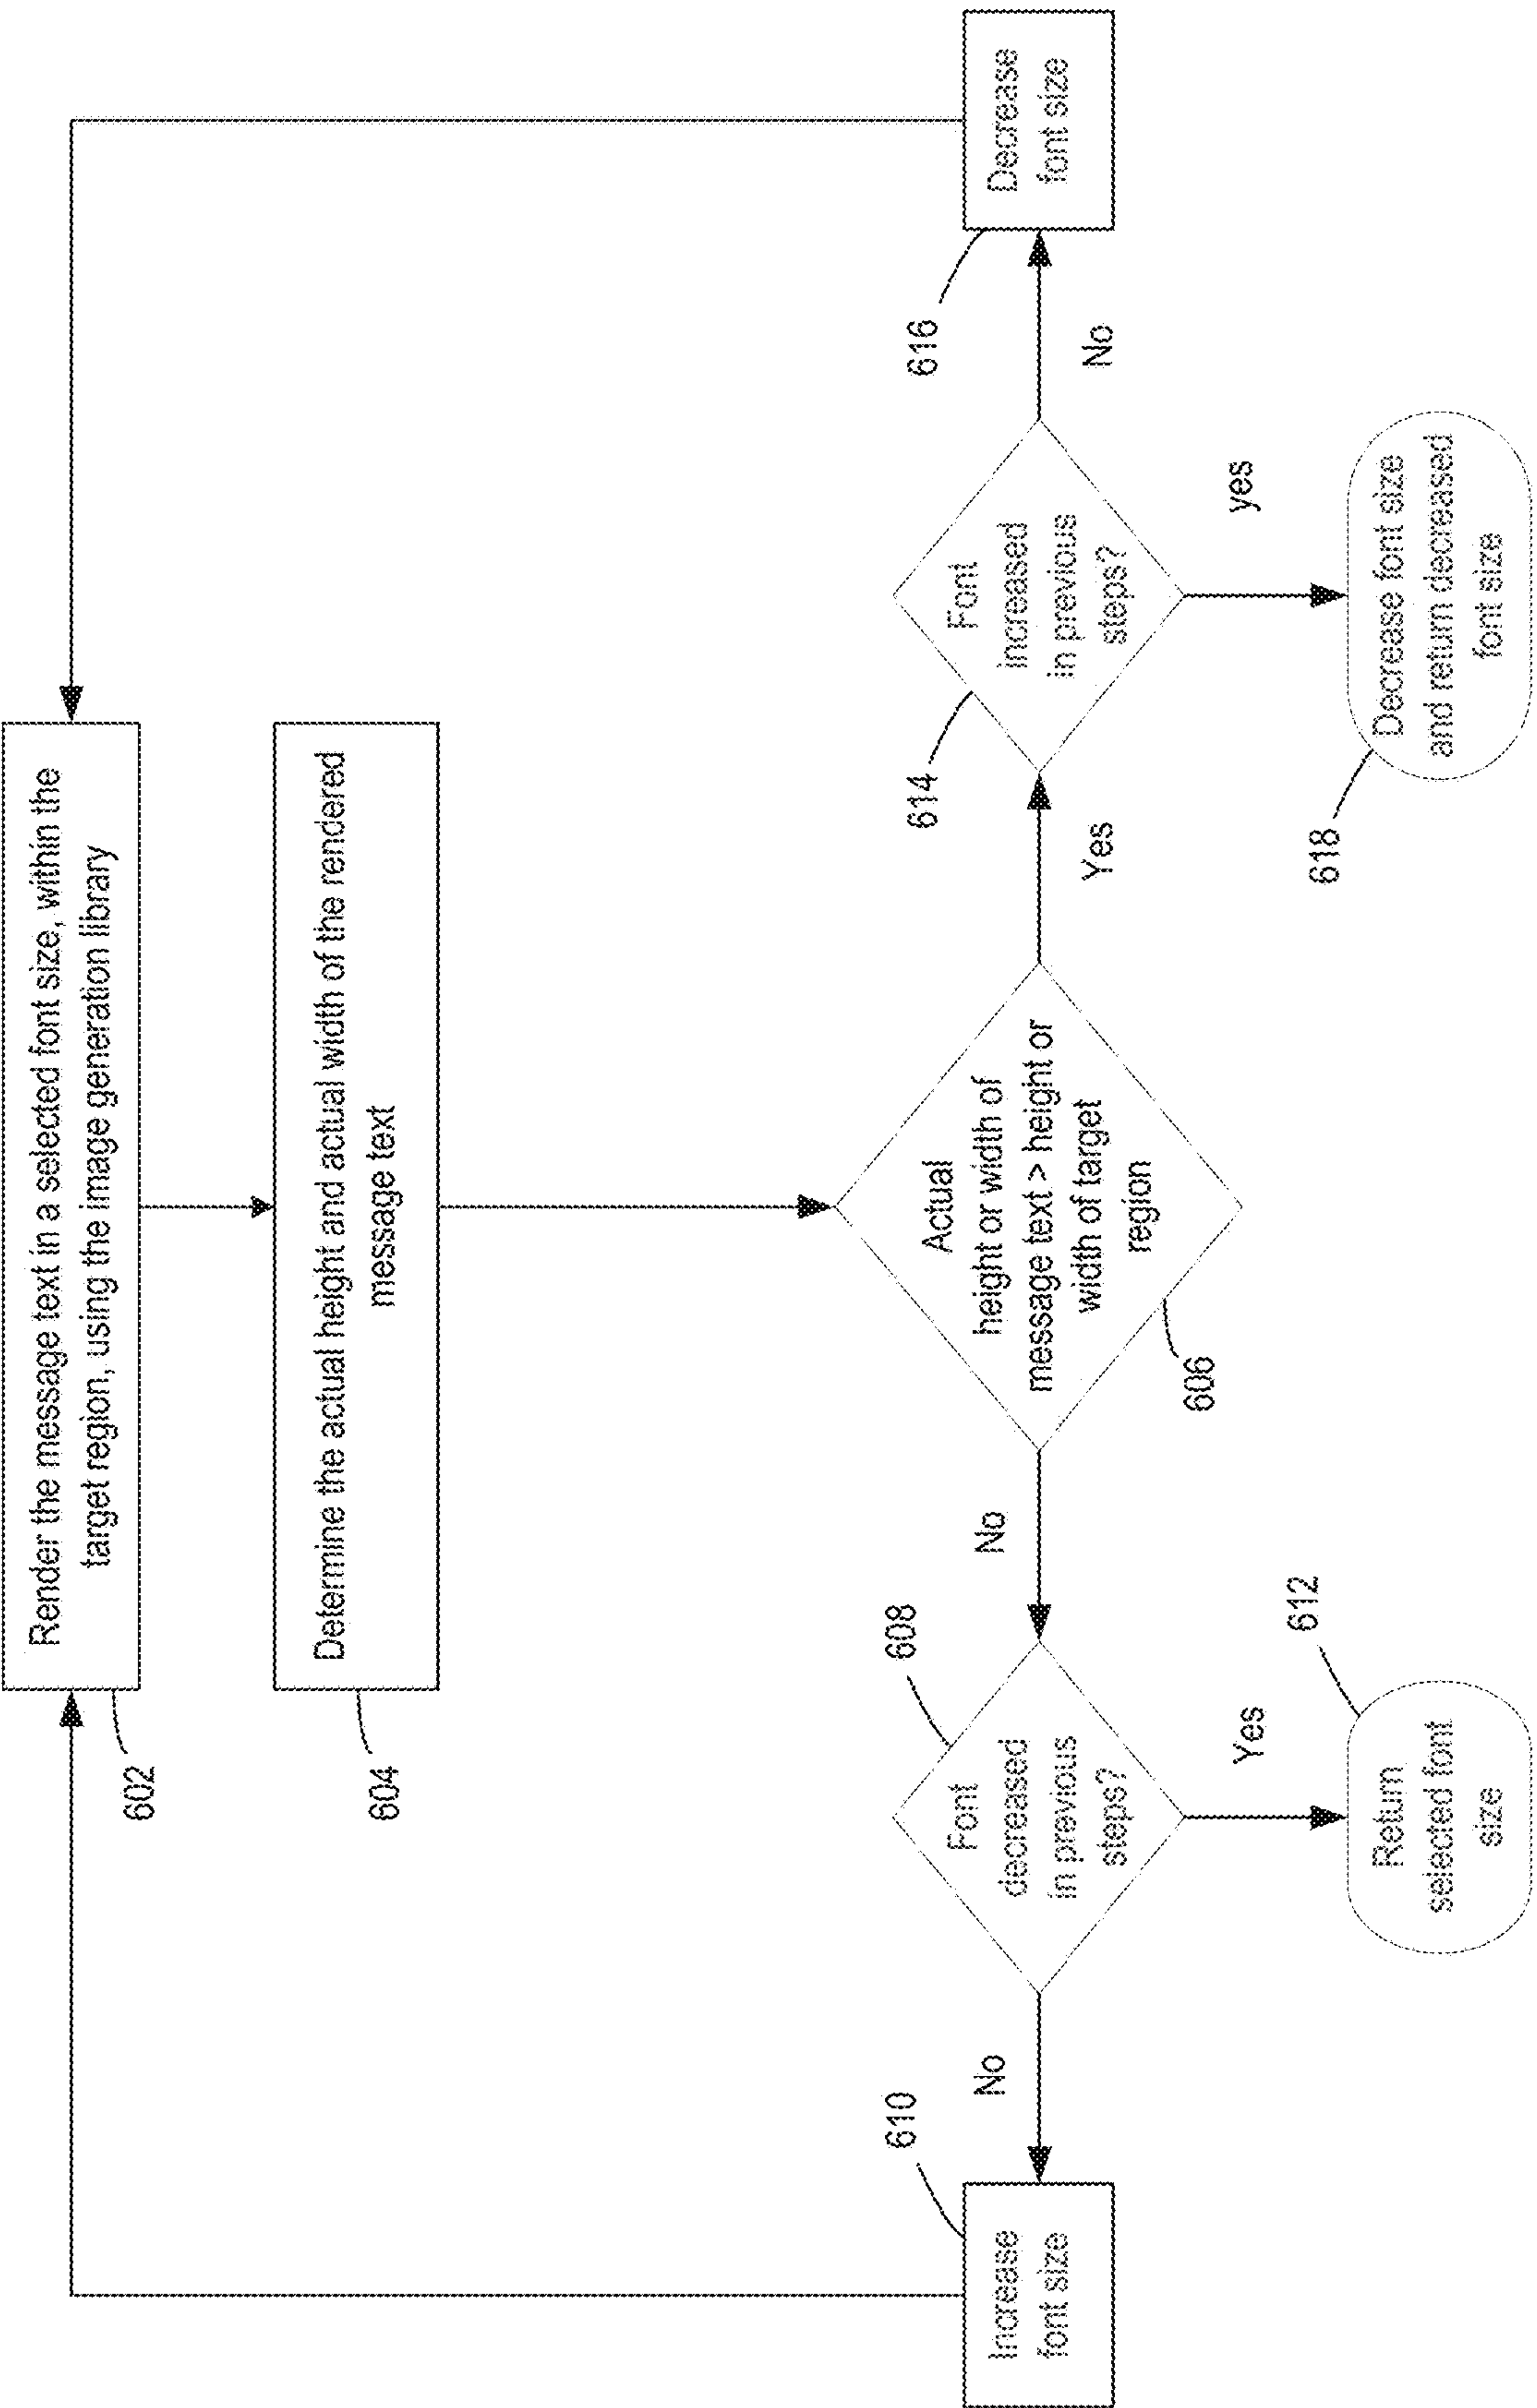 Render the message text in a selected font size, within the
target region, using the image generation library
602
Determine the actual height and actual width of the rendered
message text
604
Actual
height or width of
message text > height or
width of target
region
606
No
Yes
608
Font
decreased
in previous
steps?
No
Yes
610
Increase
font size
612
Return
selected font
size
614
Font
increased
in previous
steps?
No
yes
616
Decrease
font size
618
Decrease font size
and return decreased
font size